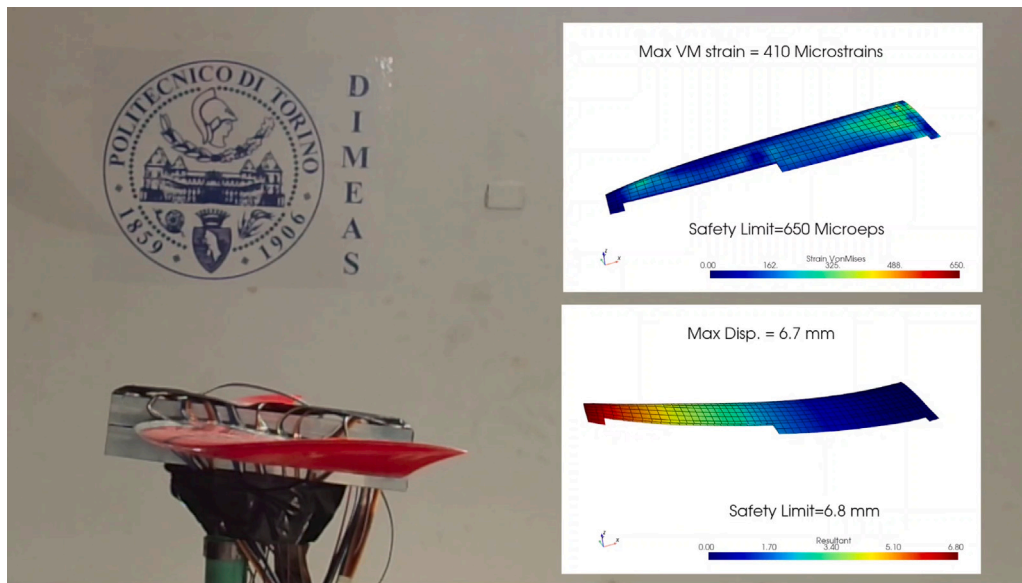 POLITECNICO DI TORINO
1859
1906
DIMEAS
Max VM strain = 410 Microstrains
Safety Limit=650 Microeps
z
x
Strain VonMises
0.00 162. 325. 488. 650.
Max Disp. = 6.7 mm
Safety Limit=6.8 mm
z
x
Resultant
0.00 1.70 3.40 5.10 6.80